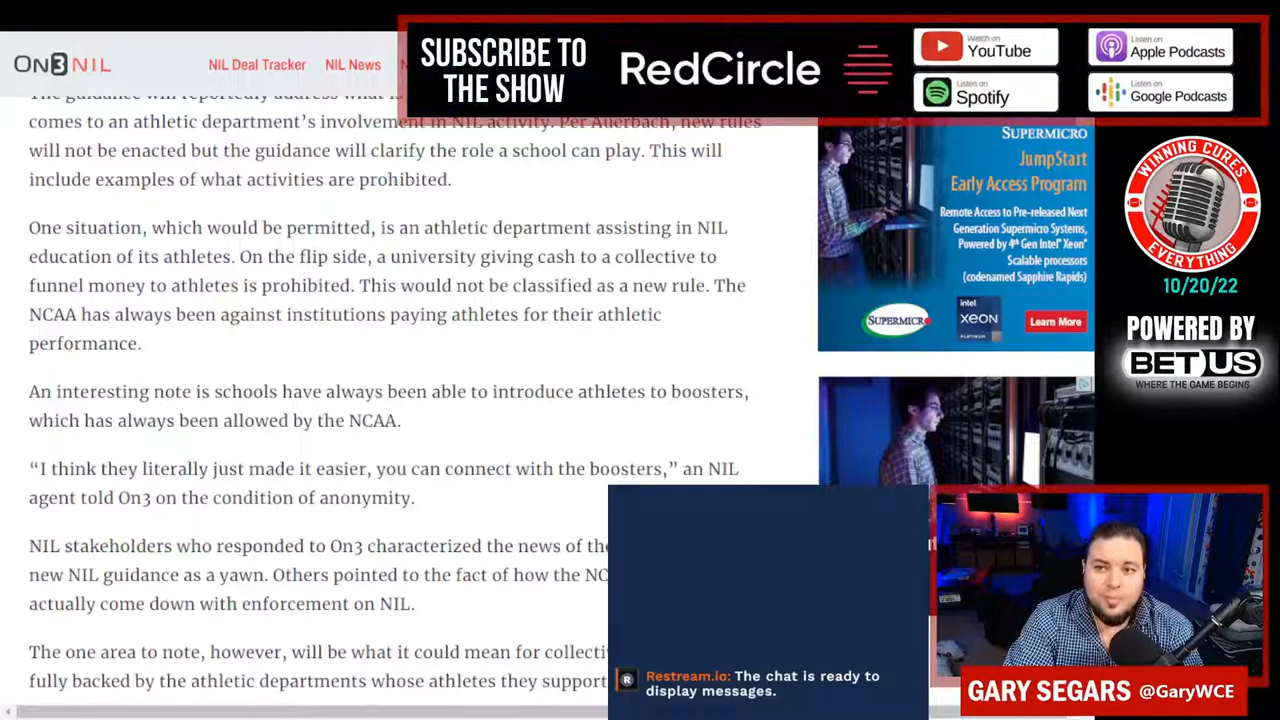 SUBSCRIBE TO
THE SHOW
RedCircle
Watch on
YouTube
Listen on
Apple Podcasts
Listen on
Spotify
Listen on
Google Podcasts
On3 NIL
NIL Deal Tracker
NIL News
comes to an athletic department’s involvement in NIL activity. Per Auerbach, new rules
will not be enacted but the guidance will clarify the role a school can play. This will
include examples of what activities are prohibited.
One situation, which would be permitted, is an athletic department assisting in NIL
education of its athletes. On the flip side, a university giving cash to a collective to
funnel money to athletes is prohibited. This would not be classified as a new rule. The
NCAA has always been against institutions paying athletes for their athletic
performance.
An interesting note is schools have always been able to introduce athletes to boosters,
which has always been allowed by the NCAA.
“I think they literally just made it easier, you can connect with the boosters,” an NIL
agent told On3 on the condition of anonymity.
NIL stakeholders who responded to On3 characterized the news of the
new NIL guidance as a yawn. Others pointed to the fact of how the NC
actually come down with enforcement on NIL.
The one area to note, however, will be what it could mean for collecti
fully backed by the athletic departments whose athletes they support
SUPERMICRO
JumpStart
Early Access Program
Remote Access to Pre-released Next
Generation Supermicro Systems,
Powered by 4th Gen Intel® Xeon®
Scalable processors
(codenamed Sapphire Rapids)
SUPERMICRO
intel
XEON
PLATINUM
Learn More
WINNING CURES
EVERYTHING
10/20/22
POWERED BY
BETUS
WHERE THE GAME BEGINS
Restream.io: The chat is ready to
display messages.
GARY SEGARS @GaryWCE